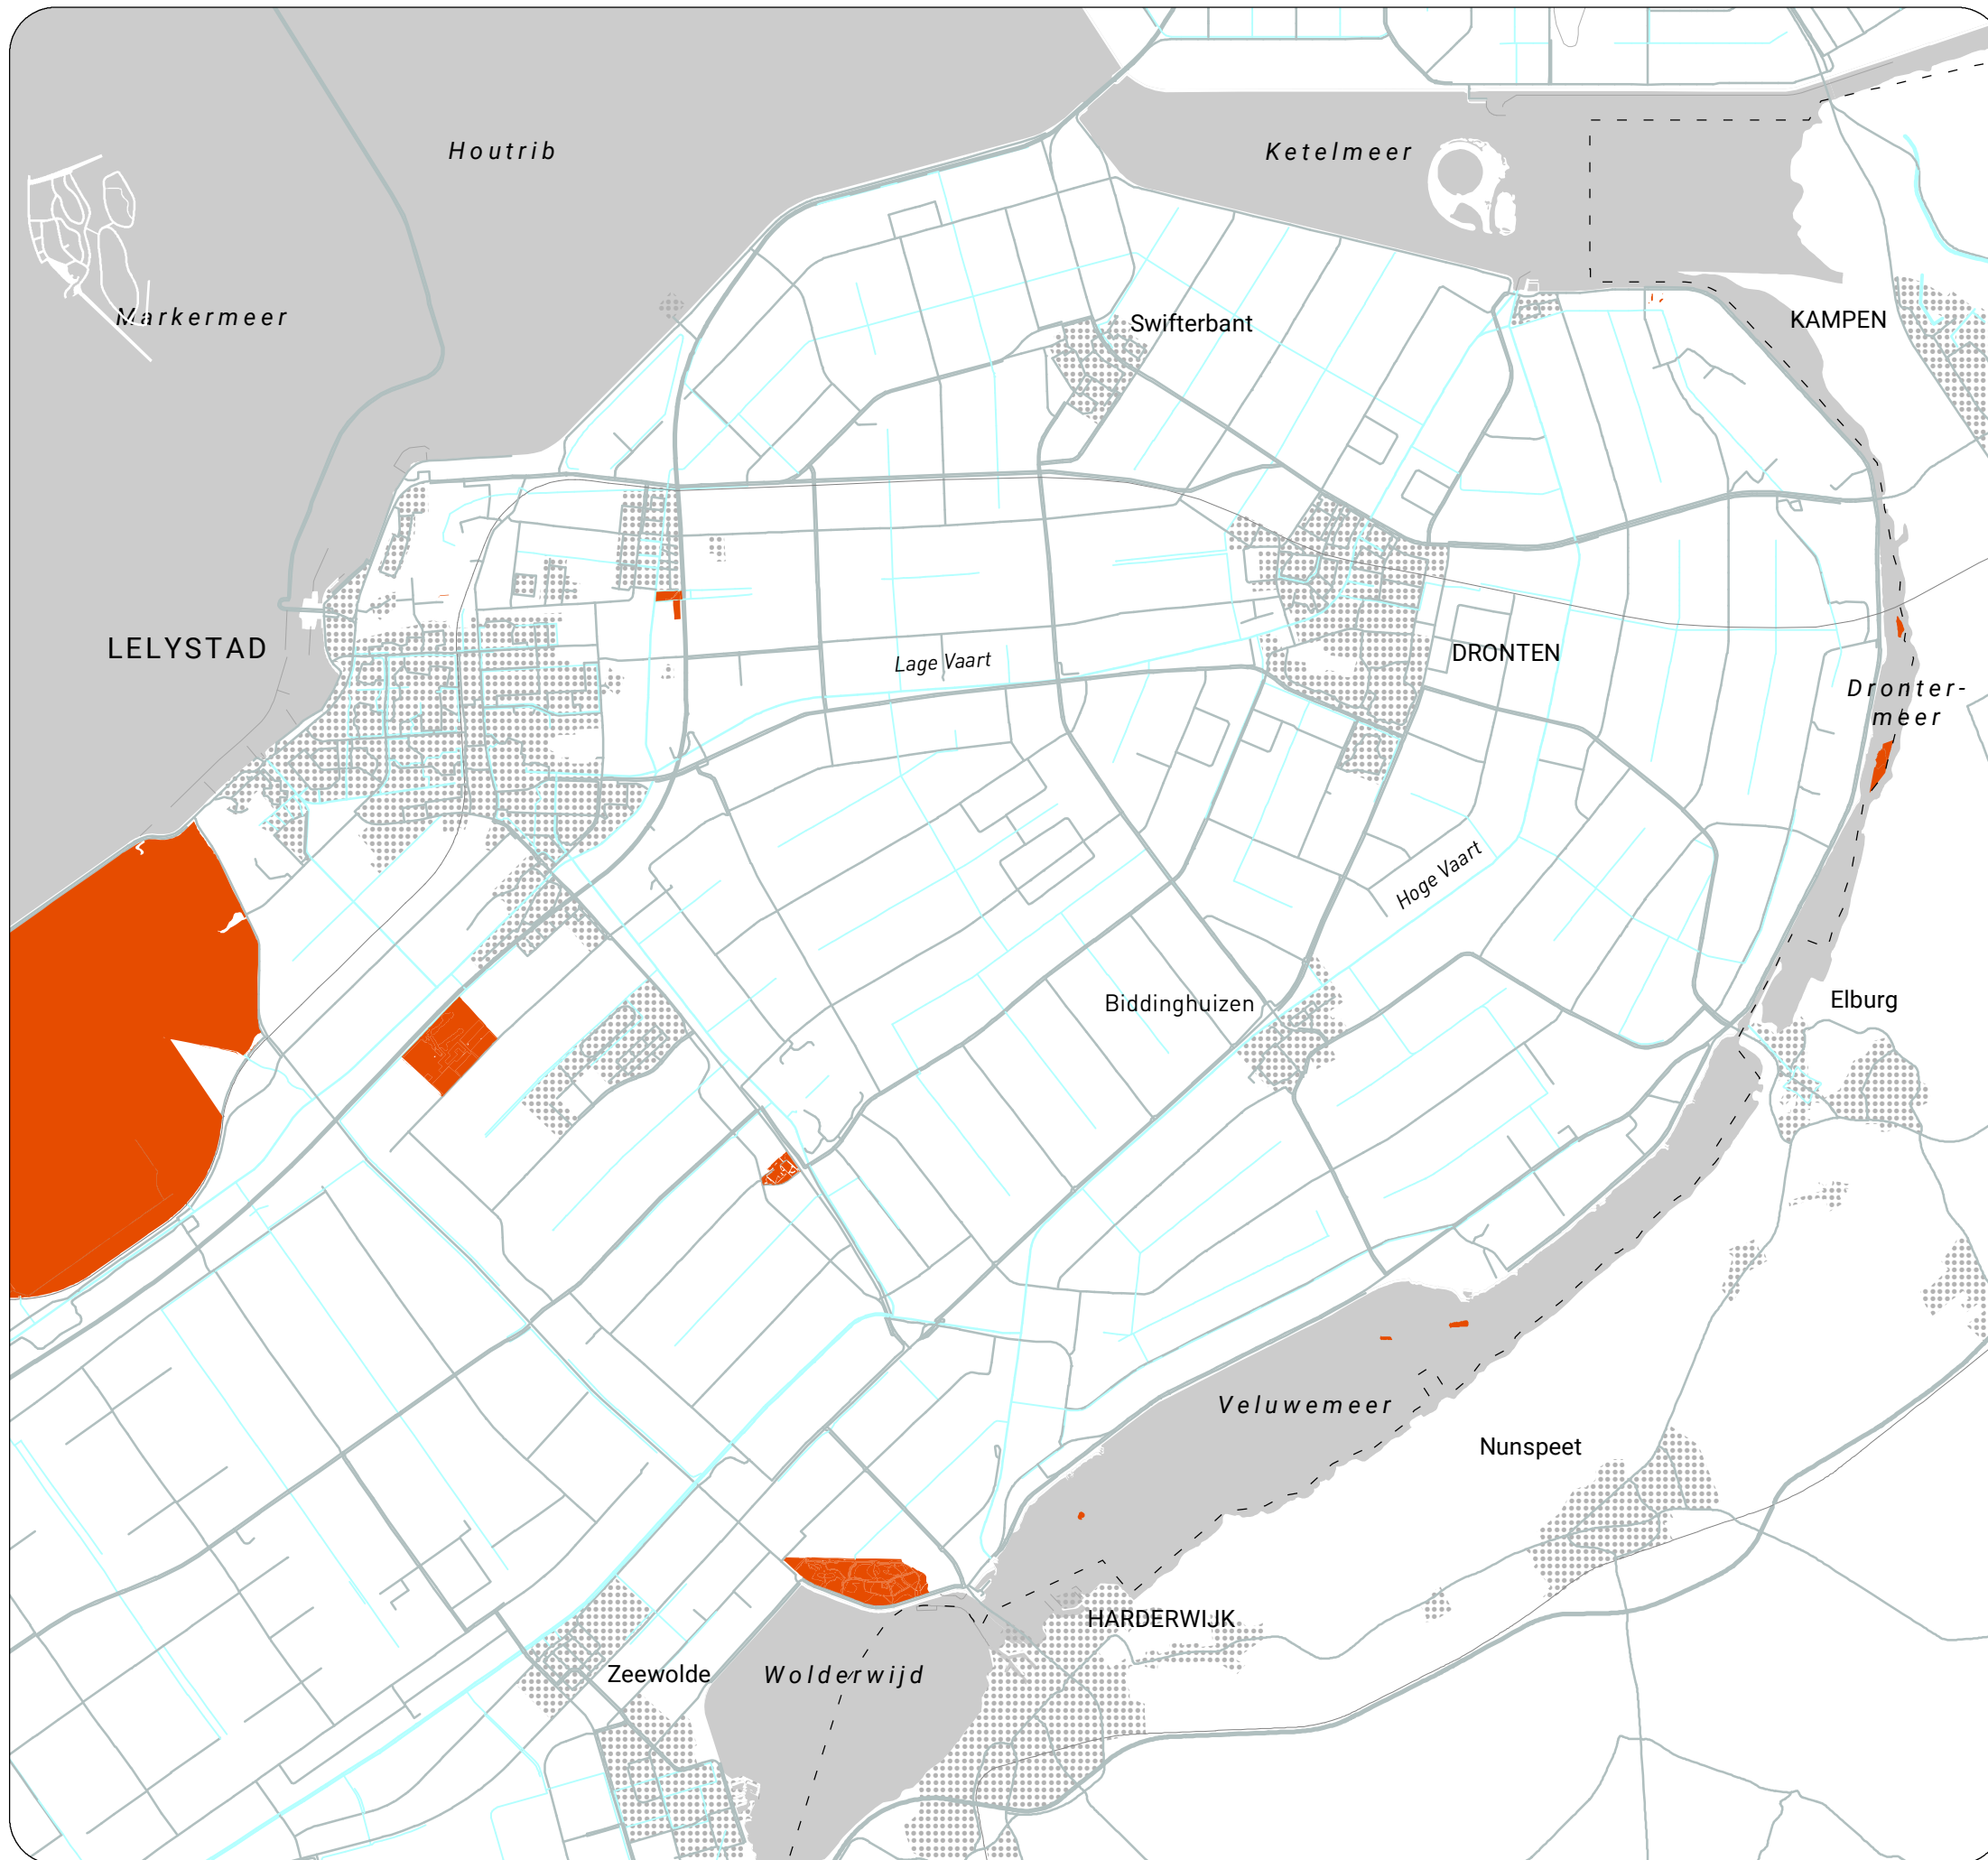 Houtrib
Ketelmeer
Markermeer
Swifterbant
KAMPEN
LELYSTAD
Lage Vaart
DRONTEN
Dronter-
meer
Hoge Vaart
Biddinghuizen
Elburg
Veluwemeer
Nunspeet
HARDERWIJK
Zeewolde
Wolderwijd